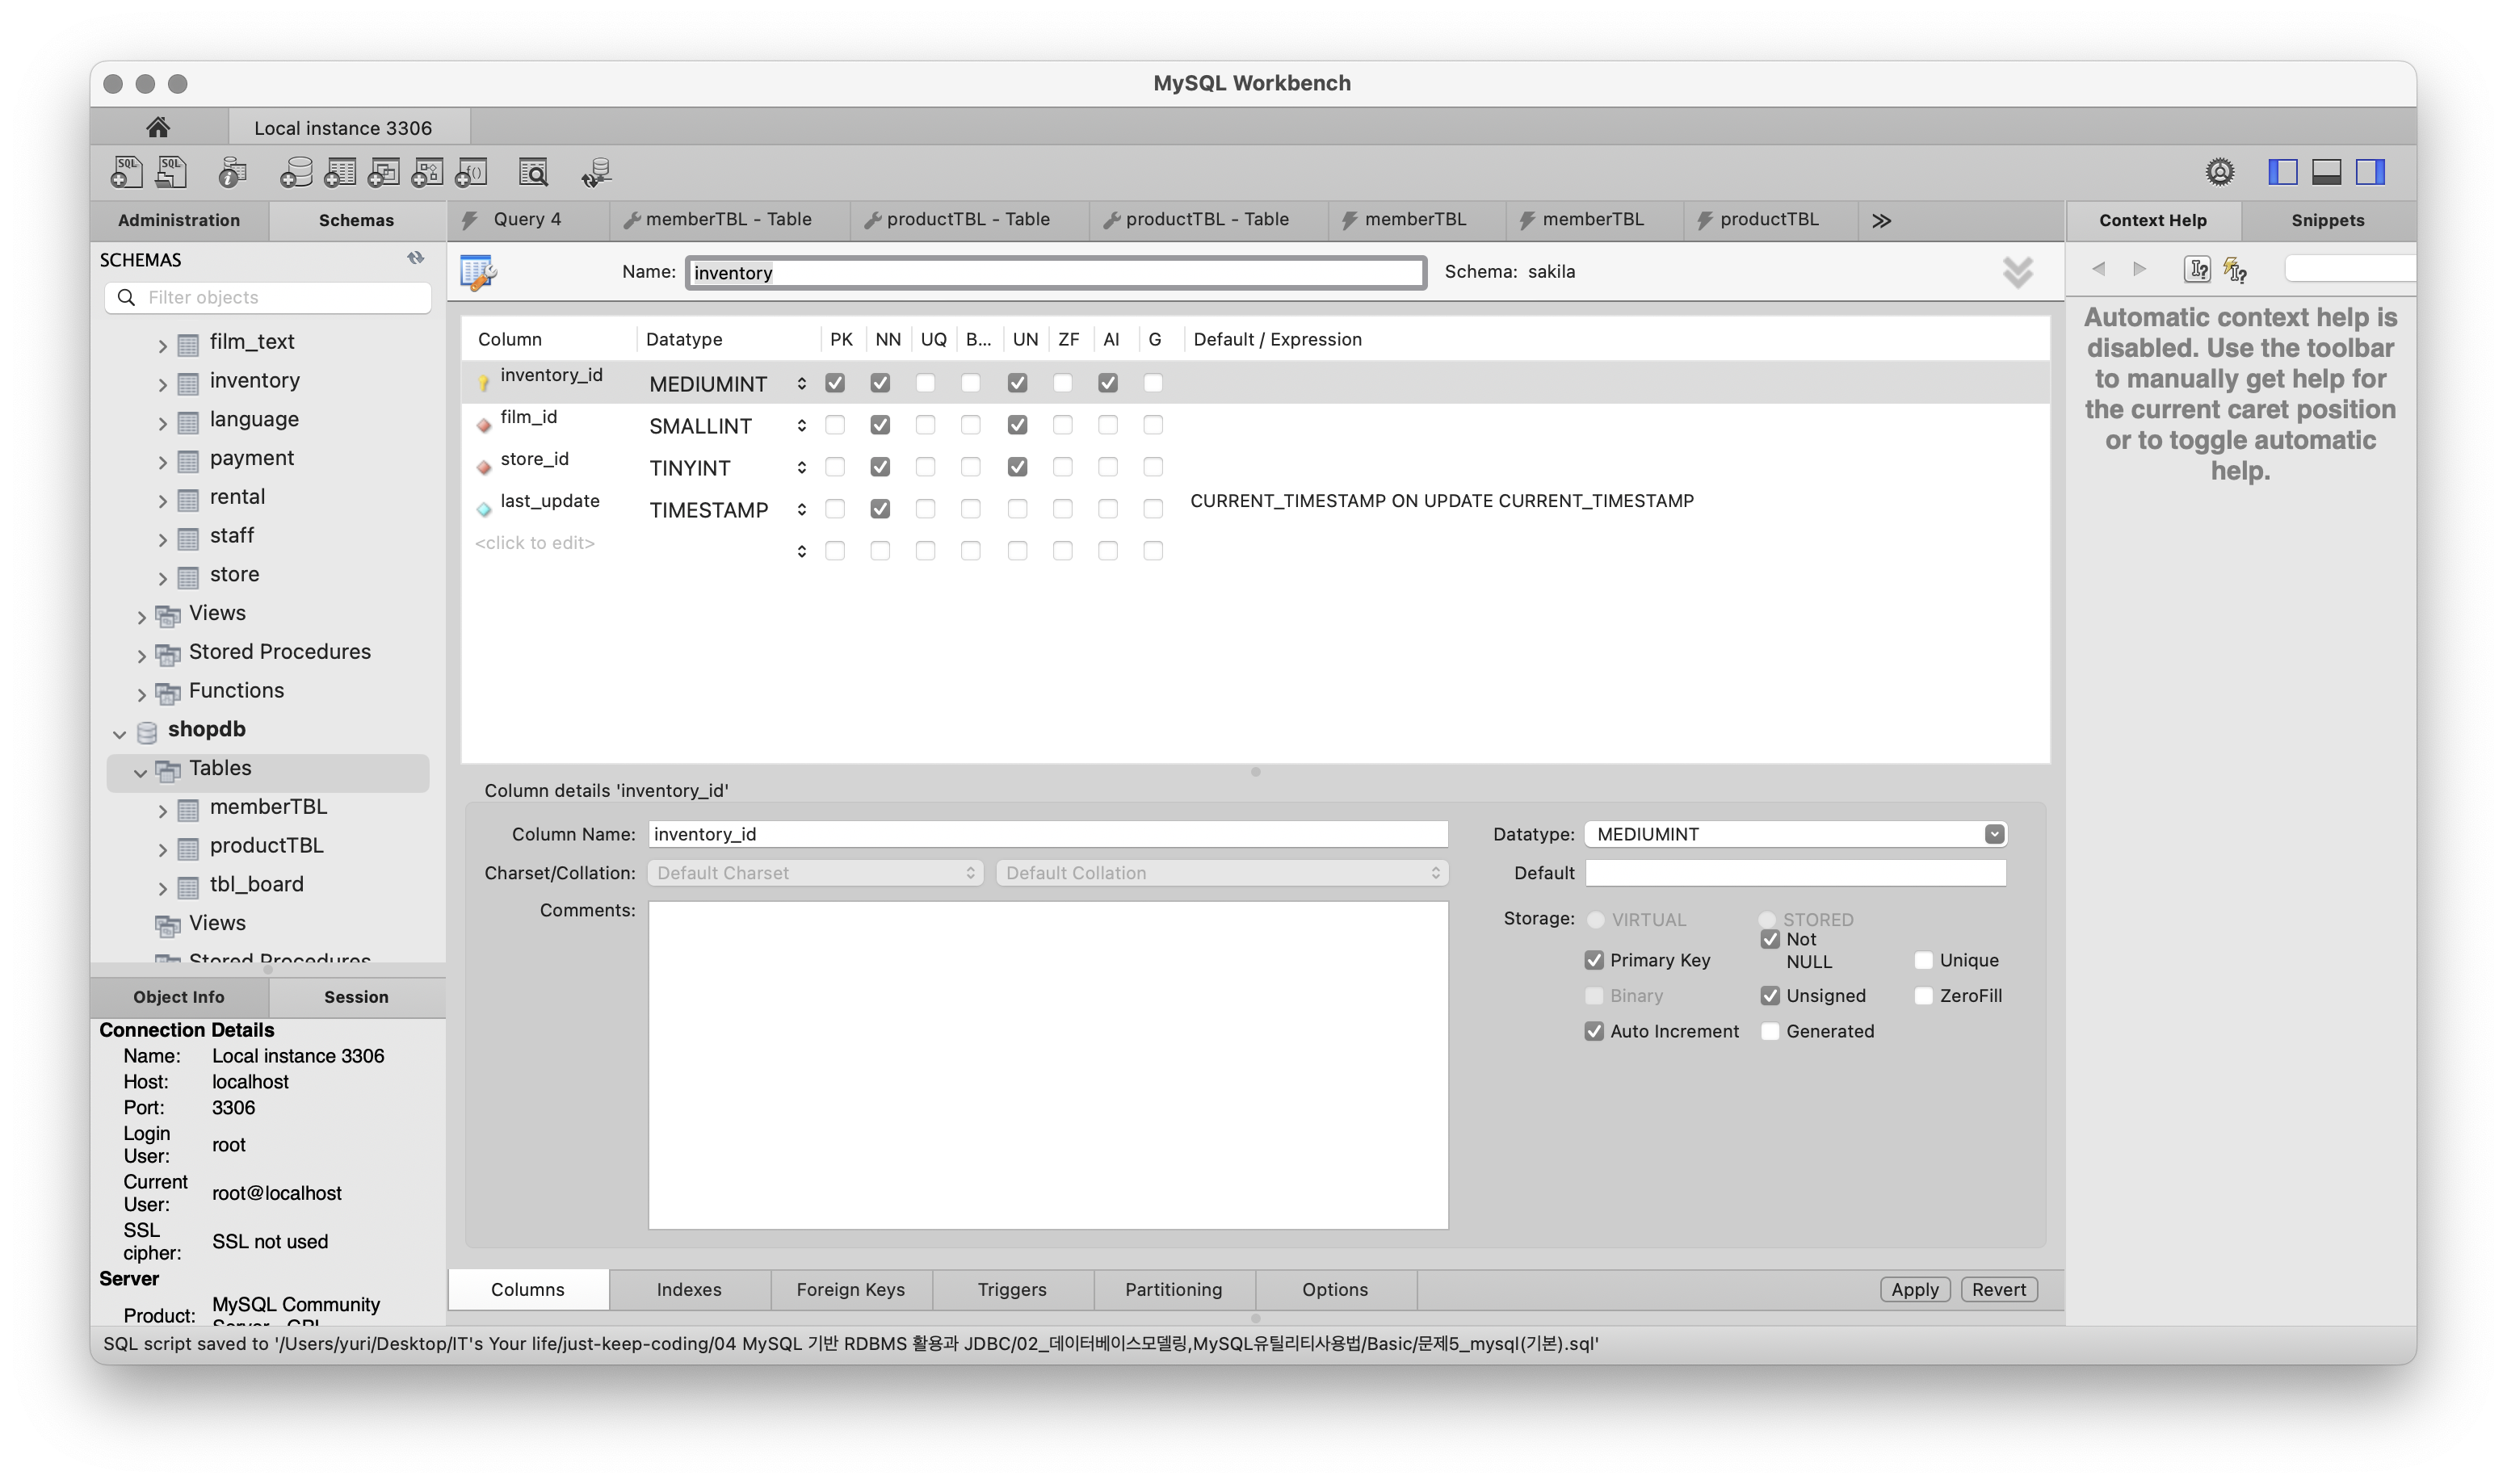 MySQL Workbench
Local instance 3306
SQL SQL
Administration Schemas
Query 4 memberTBL - Table productTBL - Table productTBL - Table memberTBL memberTBL productTBL
Context Help Snippets
SCHEMAS
Filter objects
film_text
inventory
language
payment
rental
staff
store
Views
Stored Procedures
Functions
shopdb
Tables
memberTBL
productTBL
tbl_board
Views
Stored Procedures
Object Info Session
Connection Details
Name: Local instance 3306
Host: localhost
Port: 3306
Login User: root
Current User: root@localhost
SSL cipher: SSL not used
Server
Product: MySQL Community
Server - GPL
Name: inventory Schema: sakila
Column Datatype PK NN UQ B... UN ZF AI G Default / Expression
inventory_id MEDIUMINT
film_id SMALLINT
store_id TINYINT
last_update TIMESTAMP CURRENT_TIMESTAMP ON UPDATE CURRENT_TIMESTAMP
<click to edit>
Column details 'inventory_id'
Column Name: inventory_id Datatype: MEDIUMINT
Charset/Collation: Default Charset Default Collation Default
Comments:
Storage: VIRTUAL STORED
Primary Key Not NULL Unique
Binary Unsigned ZeroFill
Auto Increment Generated
Columns Indexes Foreign Keys Triggers Partitioning Options Apply Revert
Automatic context help is
disabled. Use the toolbar
to manually get help for
the current caret position
or to toggle automatic
help.
SQL script saved to '/Users/yuri/Desktop/IT's Your life/just-keep-coding/04 MySQL 기반 RDBMS 활용과 JDBC/02_데이터베이스모델링,MySQL유틸리티사용법/Basic/문제5_mysql(기본).sql'